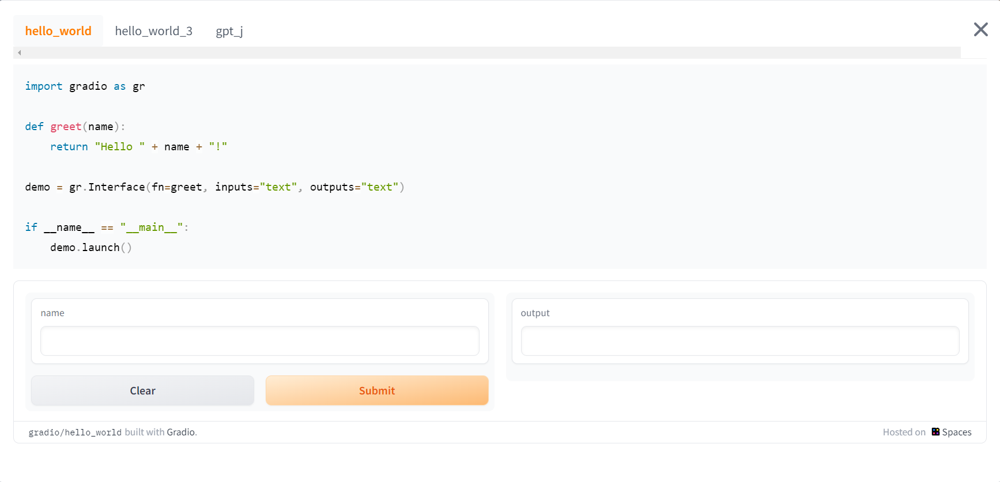 hello_world hello_world_3 gpt_j
import gradio as gr
def greet(name):
    return "Hello " + name + "!"
demo = gr.Interface(fn=greet, inputs="text", outputs="text")
if __name__ == "__main__":
    demo.launch()
name
output
Clear
Submit
gradio/hello_world built with Gradio.
Hosted on Spaces